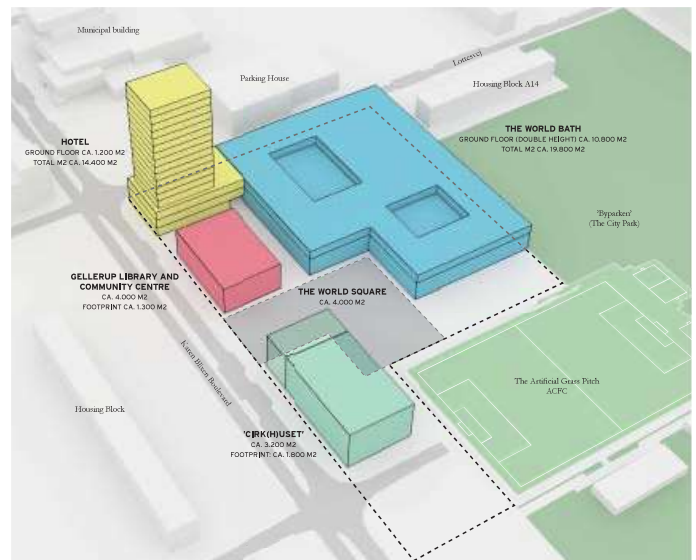 Municipal building
Parking House
Lottesvej
Housing Block A14
HOTEL
GROUND FLOOR CA. 1.200 M2
TOTAL M2 CA. 14.400 M2
THE WORLD BATH
GROUND FLOOR (DOUBLE HEIGHT) CA. 10.800 M2
TOTAL M2 CA. 19.800 M2
'Byparken'
(The City Park)
GELLERUP LIBRARY AND
COMMUNITY CENTRE
CA. 4.000 M2
FOOTPRINT CA. 1.300 M2
THE WORLD SQUARE
CA. 4.000 M2
Karen Blixen Boulevard
The Artificial Grass Pitch
ACFC
Housing Block
'CIRK(H)USET'
CA. 3.200 M2
FOOTPRINT: CA. 1.800 M2